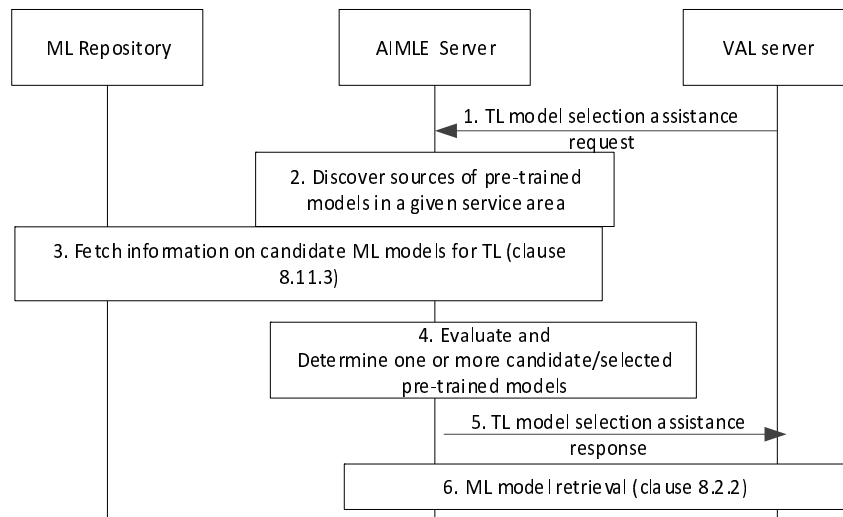 ML Repository
AIMLE Server
VAL server
1. TL model selection assistance
request
2. Discover sources of pre-trained
models in a given service area
3. Fetch information on candidate ML models for TL (clause
8.11.3)
4. Evaluate and
Determine one or more candidate/selected
pre-trained models
5. TL model selection assistance
response
6. ML model retrieval (clause 8.2.2)